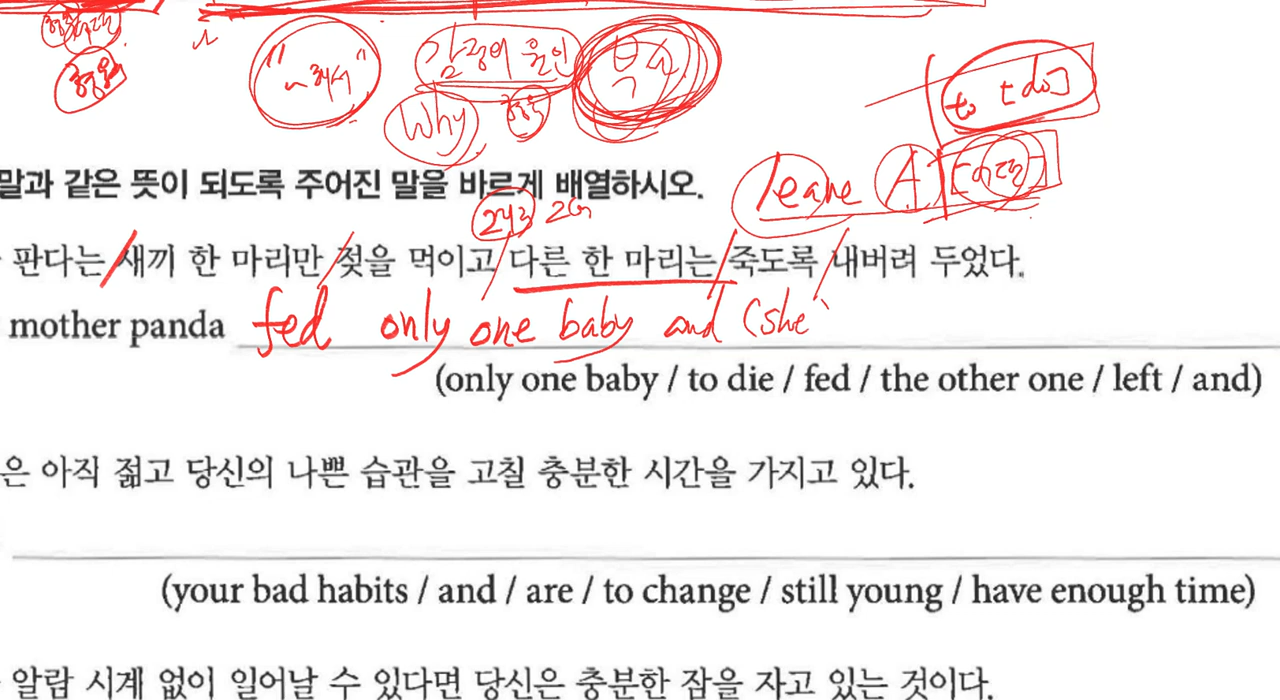 "~해서" 감정의 원인 부사
Why 형용
to [do]
leave A [어떤]
말과 같은 뜻이 되도록 주어진 말을 바르게 배열하시오.
판다는 / 새끼 한 마리만 / 젖을 먹이고 / 다른 한 마리는 / 죽도록 / 내버려 두었다.
mother panda fed only one baby and (she
(only one baby / to die / fed / the other one / left / and)
은 아직 젊고 당신의 나쁜 습관을 고칠 충분한 시간을 가지고 있다.
(your bad habits / and / are / to change / still young / have enough time)
알람 시계 없이 일어날 수 있다면 당신은 충분한 잠을 자고 있는 것이다.